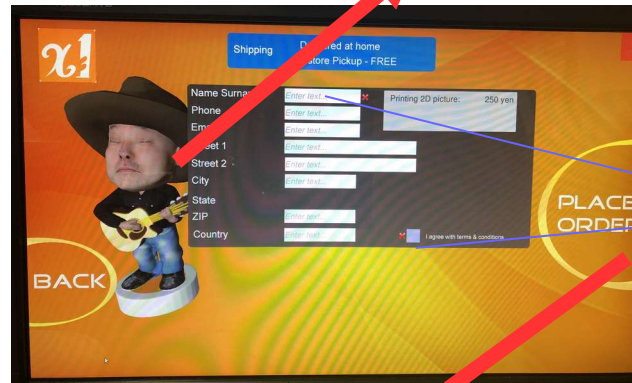 Shipping
at home
Store Pickup - FREE
Name Surname
Enter text...
Printing 2D picture: 250 yen
Phone
Enter text...
Enter text...
Street 1
Enter text...
Street 2
Enter text...
City
Enter text...
State
ZIP
Enter text...
Country
Enter text
I agree with terms & conditions
PLACE
ORDER
BACK